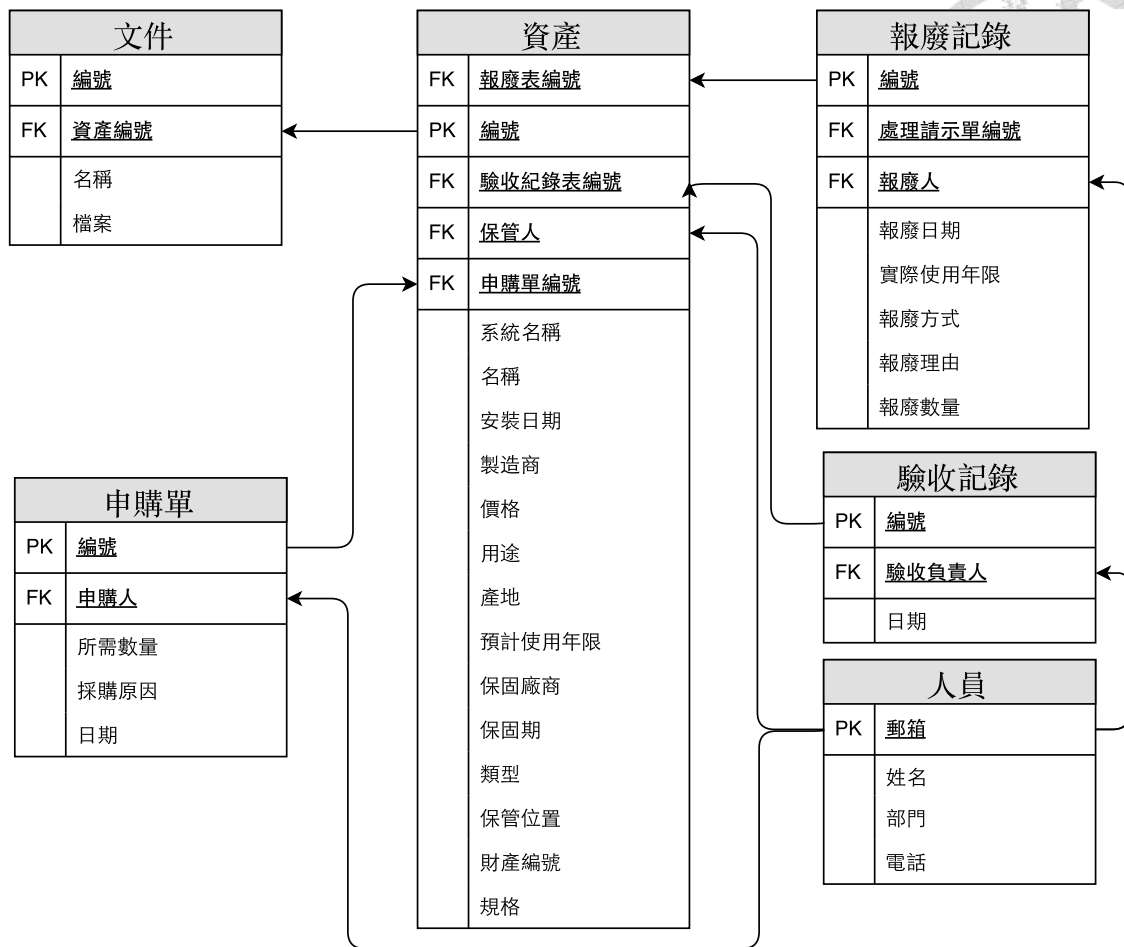 文件
PK 編號
FK 資產編號
名稱
檔案
資產
FK 報廢表編號
PK 編號
FK 驗收紀錄表編號
FK 保管人
FK 申購單編號
系統名稱
名稱
安裝日期
製造商
價格
用途
產地
預計使用年限
保固廠商
保固期
類型
保管位置
財產編號
規格
報廢記錄
PK 編號
FK 處理請示單編號
FK 報廢人
報廢日期
實際使用年限
報廢方式
報廢理由
報廢數量
申購單
PK 編號
FK 申購人
所需數量
採購原因
日期
驗收記錄
PK 編號
FK 驗收負責人
日期
人員
PK 郵箱
姓名
部門
電話